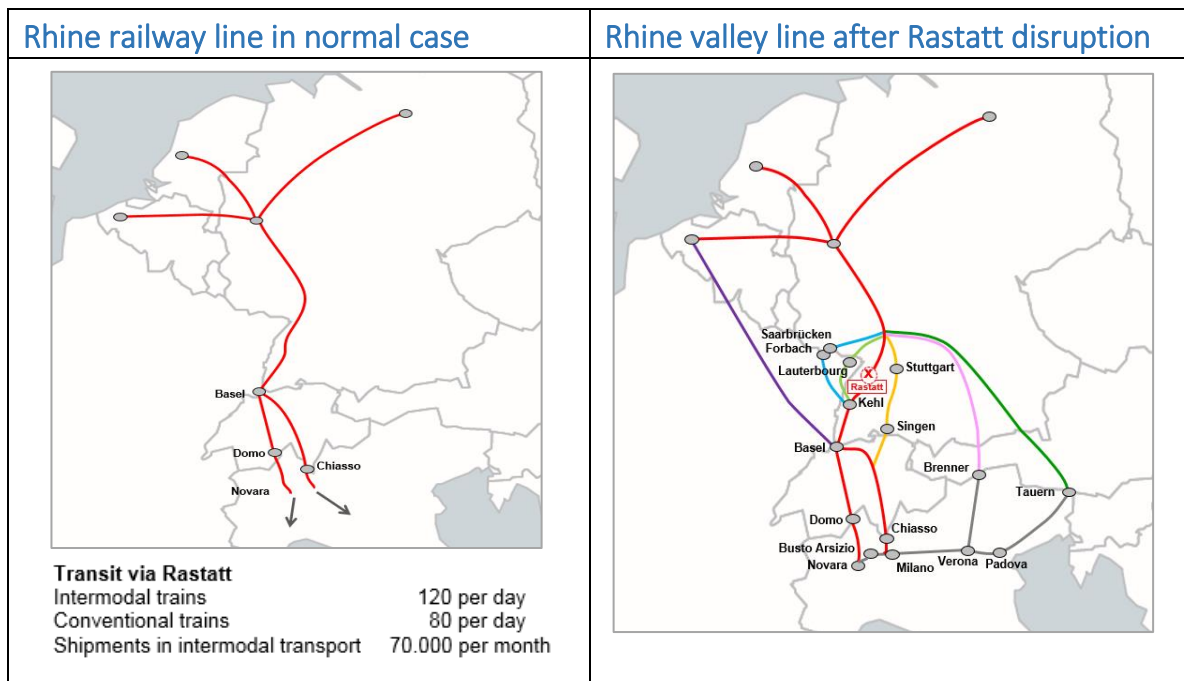 Rhine railway line in normal case
Basel
Domo
Chiasso
Novara
Transit via Rastatt
Intermodal trains 120 per day
Conventional trains 80 per day
Shipments in intermodal transport 70.000 per month
Rhine valley line after Rastatt disruption
Saarbrücken
Forbach
Lauterbourg
X
Rastatt
Stuttgart
Kehl
Singen
Basel
Brenner
Tauern
Domo
Chiasso
Busto Arsizio
Novara
Milano
Verona
Padova